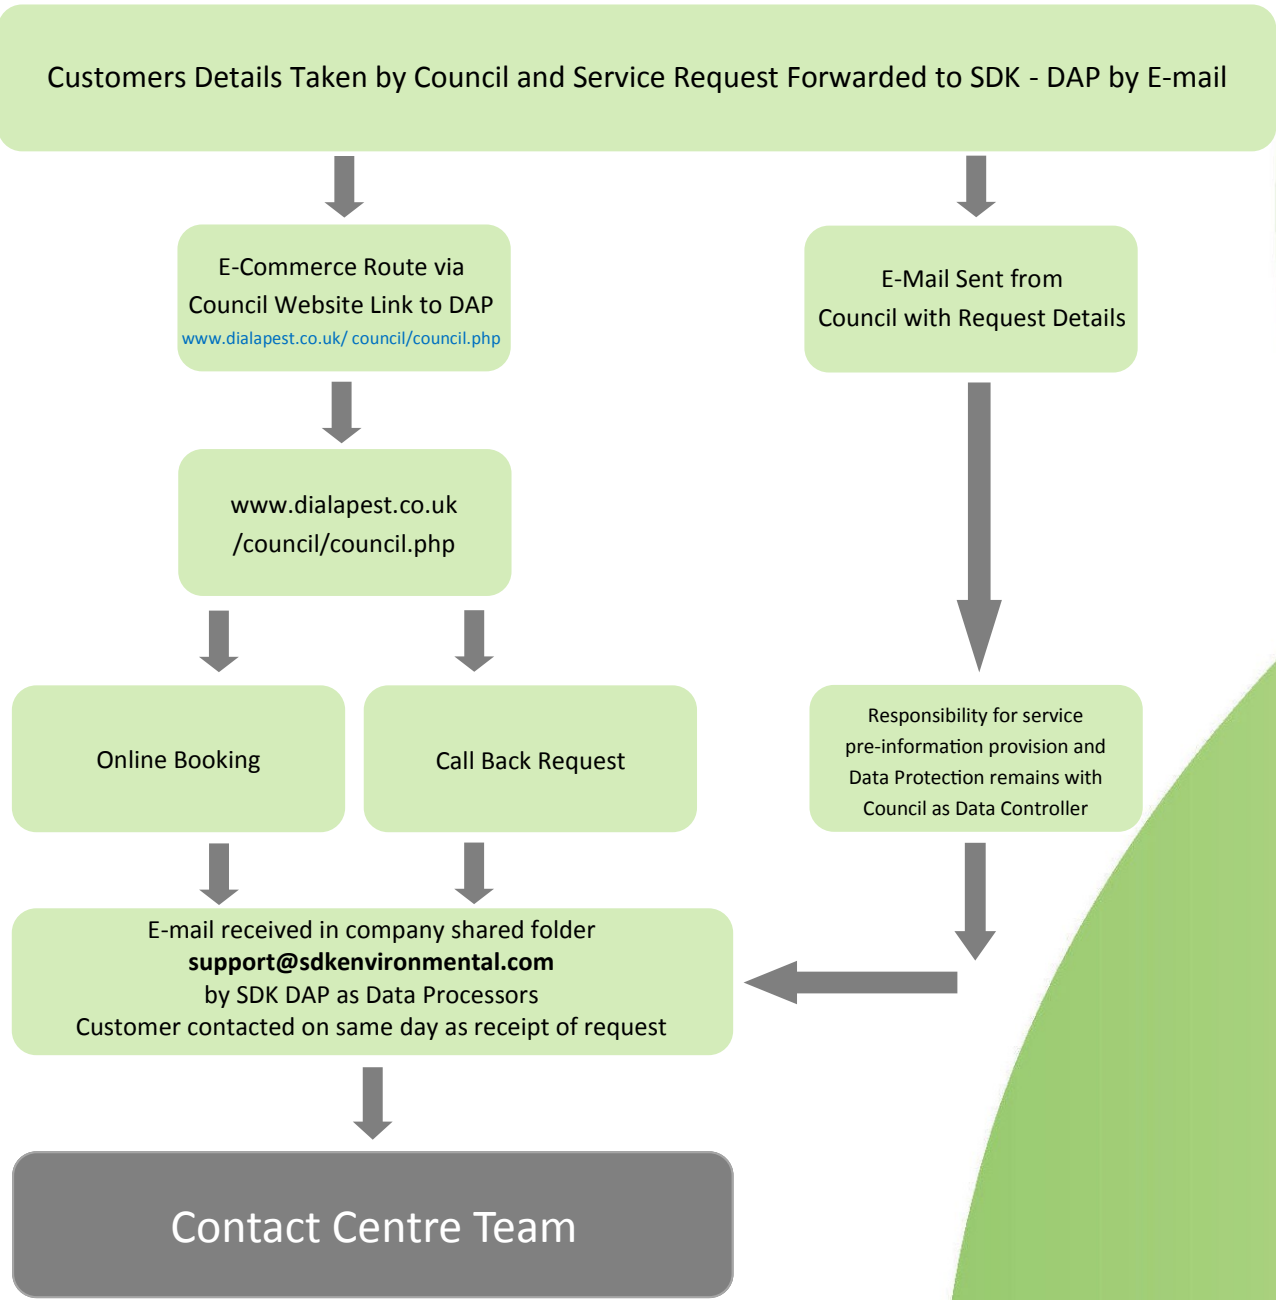 Customers Details Taken by Council and Service Request Forwarded to SDK - DAP by E-mail
E-Commerce Route via
Council Website Link to DAP
www.dialapest.co.uk/ council/council.php
E-Mail Sent from
Council with Request Details
www.dialapest.co.uk
/council/council.php
Online Booking
Call Back Request
Responsibility for service
pre-information provision and
Data Protection remains with
Council as Data Controller
E-mail received in company shared folder
support@sdkenvironmental.com
by SDK DAP as Data Processors
Customer contacted on same day as receipt of request
Contact Centre Team